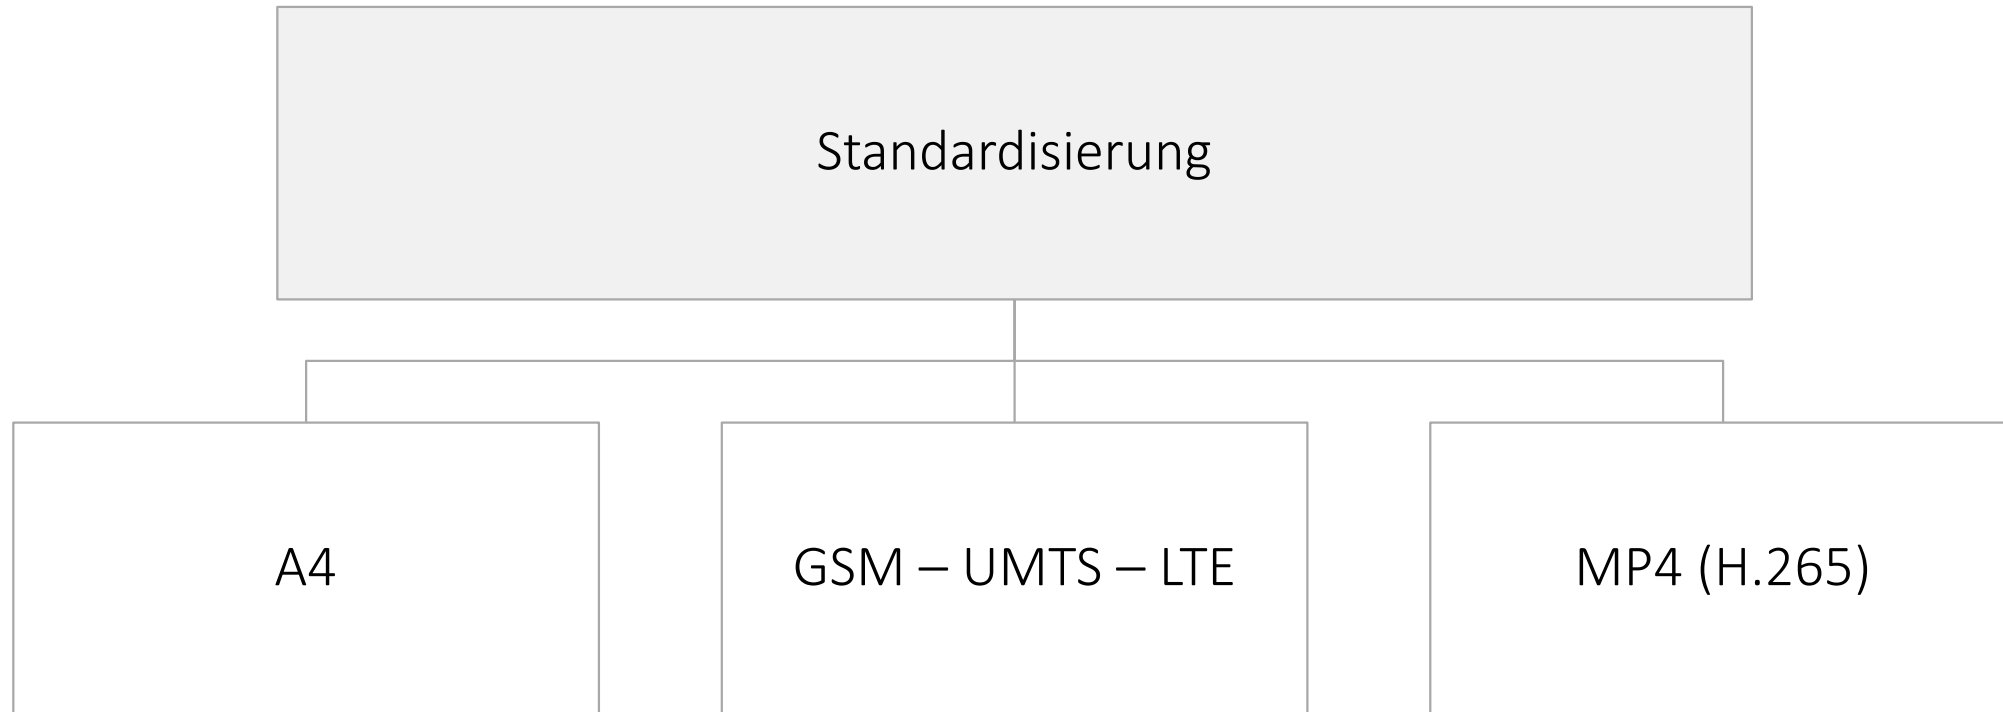 Standardisierung
A4
GSM – UMTS – LTE
MP4 (H.265)